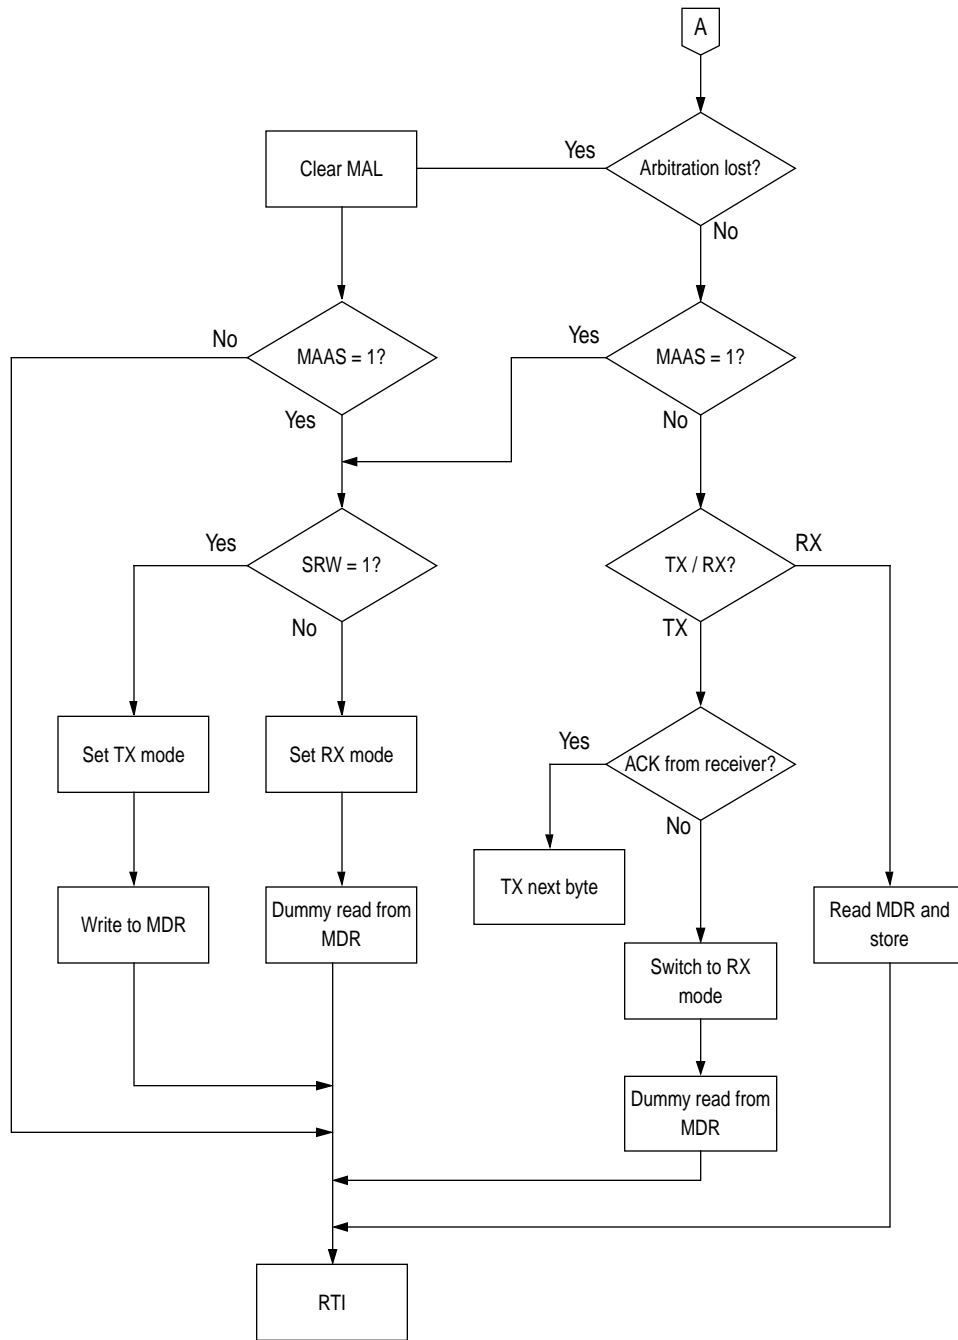 A
Yes
Clear MAL
Arbitration lost?
No
No
MAAS = 1?
Yes
MAAS = 1?
Yes
No
Yes
SRW = 1?
TX / RX?
RX
No
TX
Set TX mode
Set RX mode
Yes
ACK from receiver?
No
TX next byte
Write to MDR
Dummy read from
MDR
Read MDR and
store
Switch to RX
mode
Dummy read from
MDR
RTI